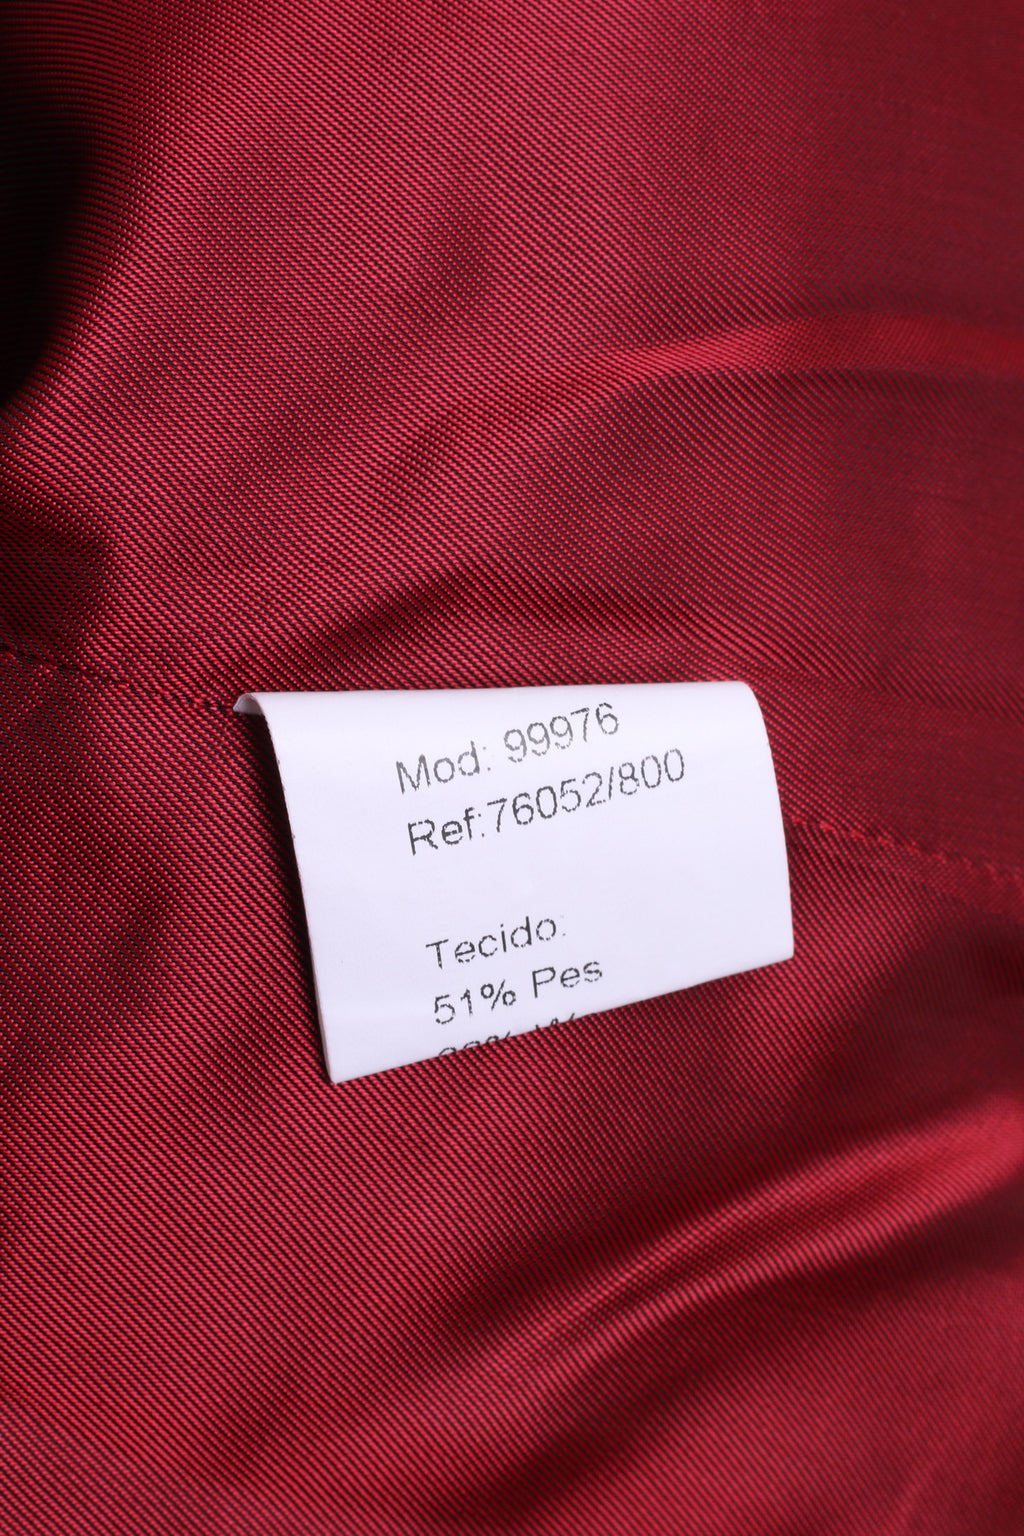 Mod: 99976
Ref:76052/800
Tecido:
51% Pes